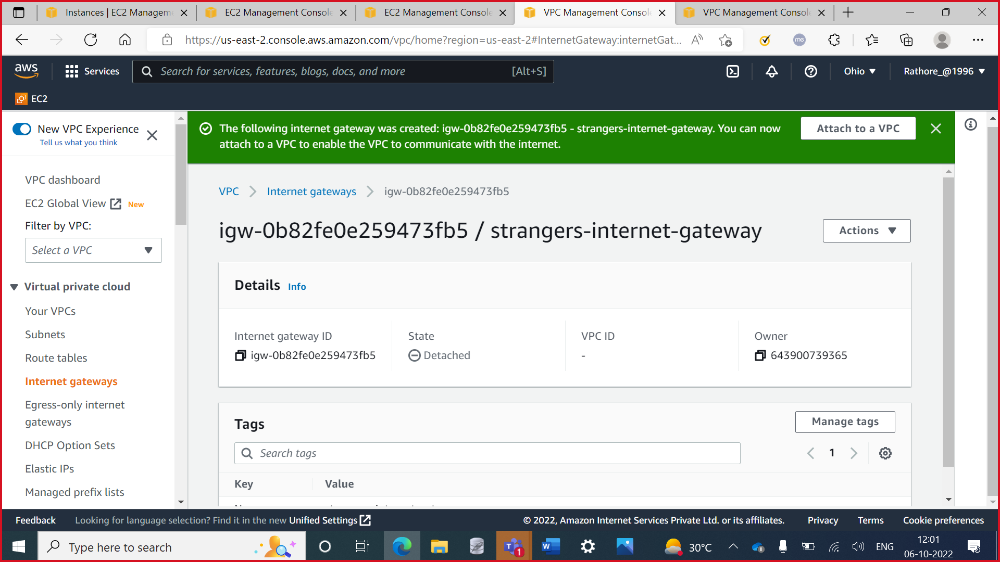 Instances | EC2 Managem
EC2 Management Consol
EC2 Management Consol
VPC Management Consol
VPC Management Consol
https://us-east-2.console.aws.amazon.com/vpc/home?region=us-east-2#InternetGateway:internetGat...
me
aws
Services
Search for services, features, blogs, docs, and more
[Alt+S]
Ohio
Rathore_@1996
EC2
New VPC Experience
Tell us what you think
VPC dashboard
EC2 Global View New
Filter by VPC:
Select a VPC
Virtual private cloud
Your VPCs
Subnets
Route tables
Internet gateways
Egress-only internet
gateways
DHCP Option Sets
Elastic IPs
Managed prefix lists
The following internet gateway was created: igw-0b82fe0e259473fb5 - strangers-internet-gateway. You can now
attach to a VPC to enable the VPC to communicate with the internet.
Attach to a VPC
VPC
Internet gateways
igw-0b82fe0e259473fb5
igw-0b82fe0e259473fb5 / strangers-internet-gateway
Actions
Details Info
Internet gateway ID
igw-0b82fe0e259473fb5
State
Detached
VPC ID
-
Owner
643900739365
Tags
Manage tags
Search tags
1
Key
Value
Feedback
Looking for language selection? Find it in the new Unified Settings
© 2022, Amazon Internet Services Private Ltd. or its affiliates.
Privacy
Terms
Cookie preferences
Type here to search
1
30°C
ENG
12:01
06-10-2022